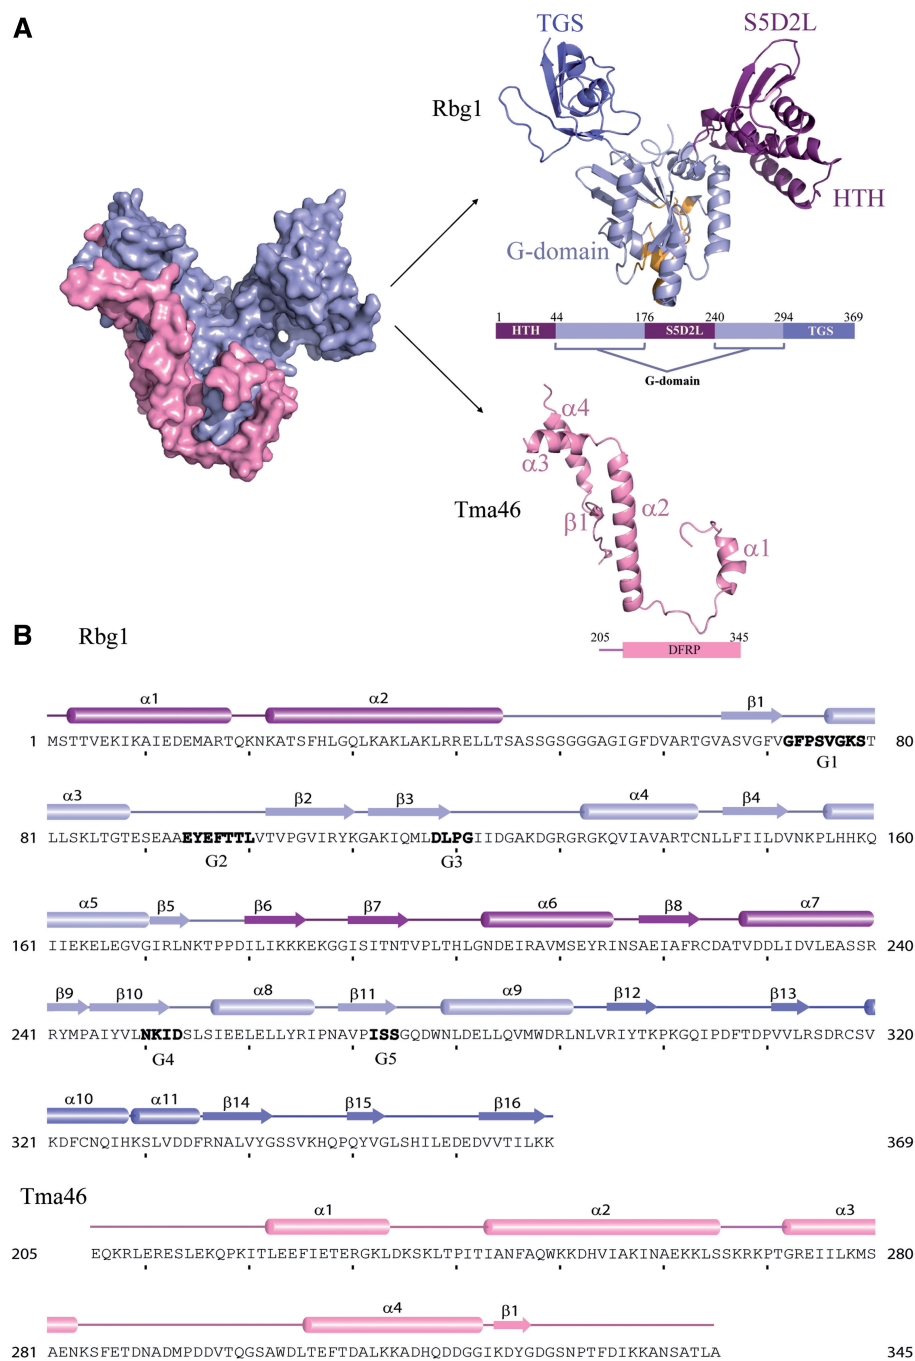 A
TGS
S5D2L
Rbg1
HTH
G-domain
1 44 176 240 294 369
HTH S5D2L TGS
G-domain
α4
α3
Tma46
β1
α2
α1
205 345
DFRP
B
Rbg1
α1 α2 β1
1 MSTTVEKIKAIEDEMARTQKNKATSFHLGQLKAKLAKLRRELLTSASSGSGGGAGIGFDVARTGVASVGFVGFPSVGKST 80
G1
α3 β2 β3 α4 β4
81 LLSKLTGTESEAAEYEFTTLVTVPGVIRYKGAKIQMLDLPGIIDGAKDGRGRGKQVIAVARTCNLLFIILDVNKPLHHKQ 160
G2 G3
α5 β5 β6 β7 α6 β8 α7
161 IIEKELEGVGIRLNKTPPDILIKKKEKGGISITNTVPLTHLGNDEIRAVMSEYRINSAEIAFRCDATVDDLIDVLEASSR 240
β9 β10 α8 β11 α9 β12 β13
241 RYMPAIYVLNKIDSLSIEELELLYRIPNAVPISSGQDWNLDELLQVMWDRLNLVRIYTKPKGQIPDFTDPVVLRSDRCSV 320
G4 G5
α10 α11 β14 β15 β16
321 KDFCNQIHKSLVDDFRNALVYGSSVKHQPQYVGLSHILEDEDVVTILKK 369
Tma46
α1 α2 α3
205 EQKRLERESLEKQPKITLEEFIETERGKLDKSKLTPITIANFAQWKKDHVIAKINAEKKLSSKRKPTGREIILKMS 280
α4 β1
281 AENKSFETDNADMPDDVTQGSAWDLTEFTDALKKADHQDDGGIKDYGDGSNPTFDIKKANSATLA 345